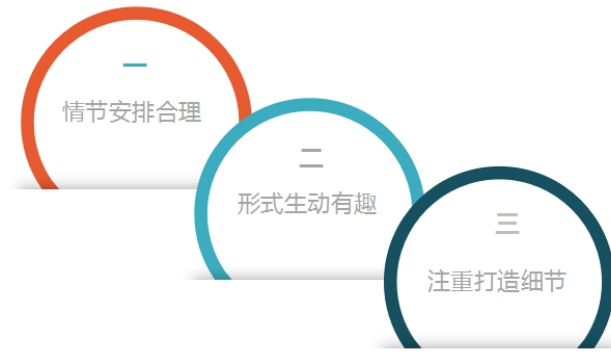 一
情节安排合理
二
形式生动有趣
三
注重打造细节